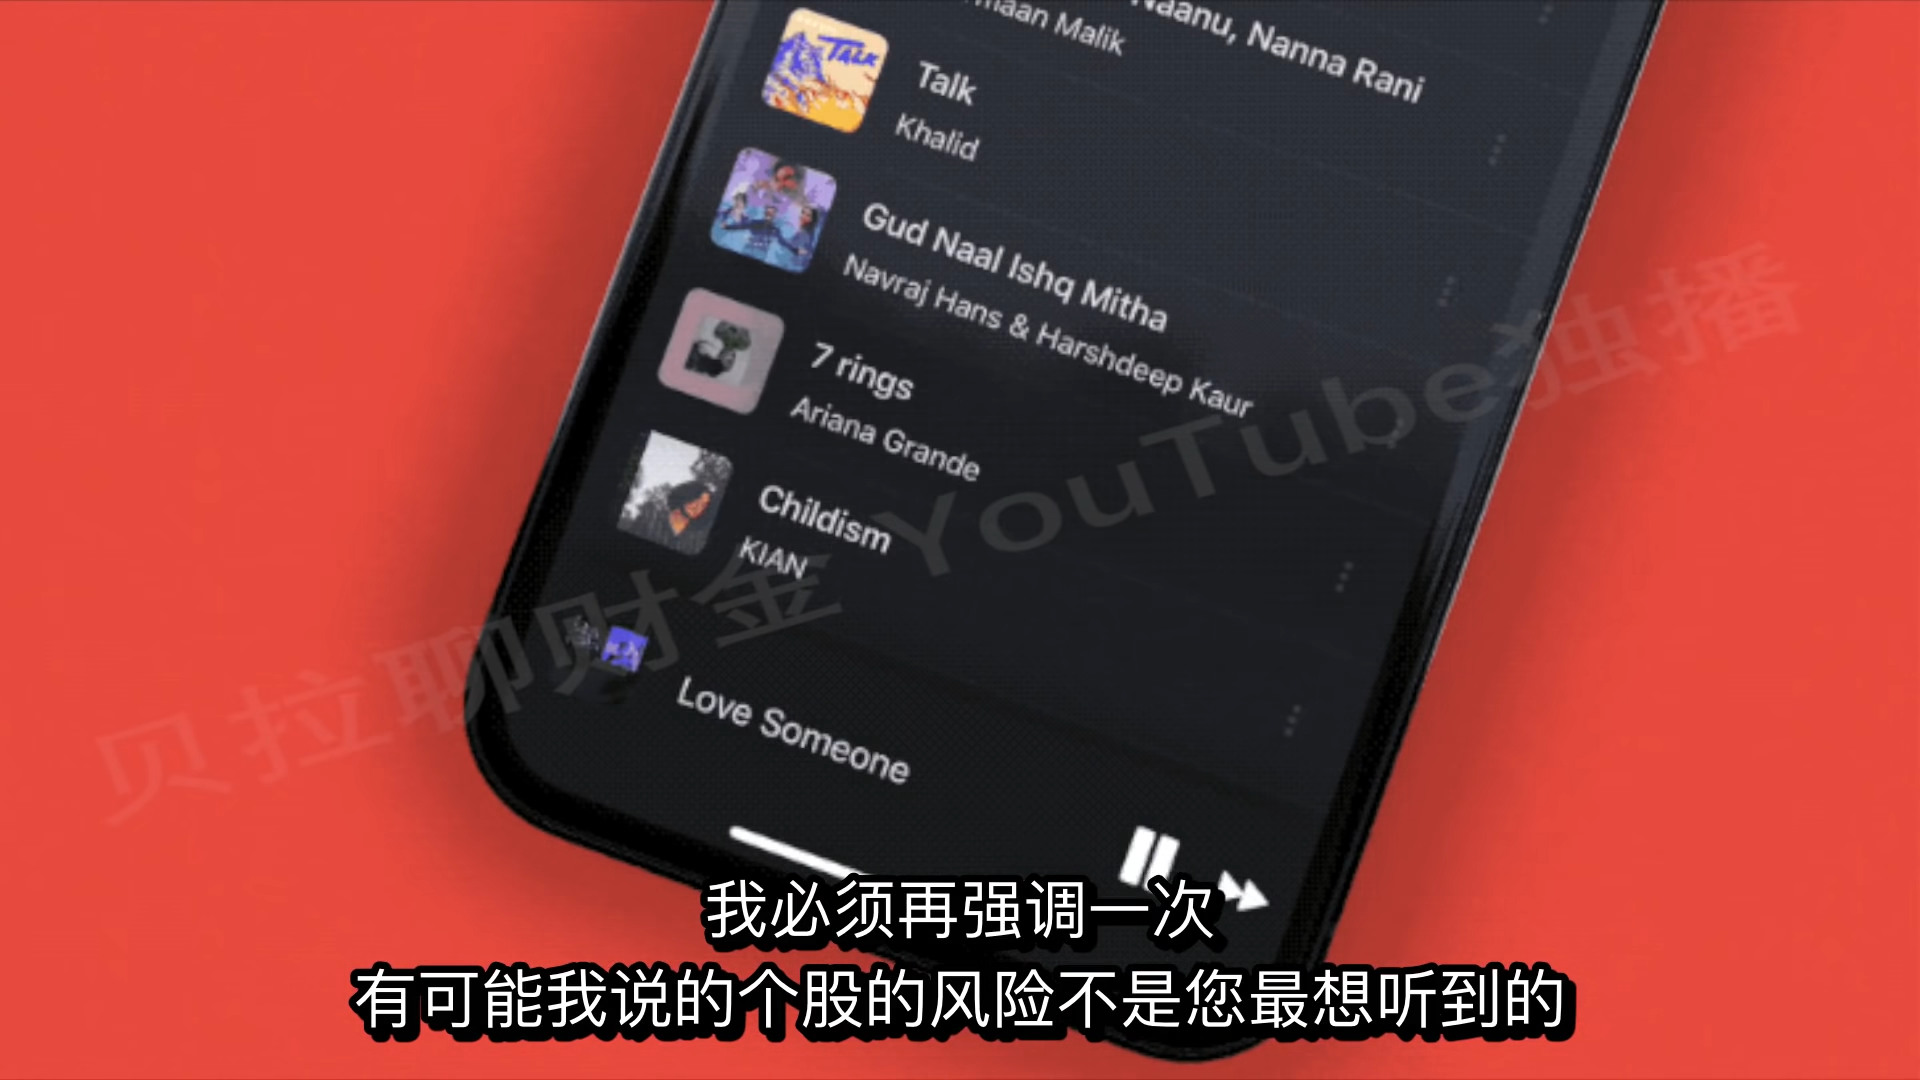 Naanu, Nanna Rani
maan Malik
TALK
Talk
Khalid
Gud Naal Ishq Mitha
Navraj Hans & Harshdeep Kaur
7 rings
Ariana Grande
Childism
KIAN
Love Someone
贝拉聊财金 YouTube独播
我必须再强调一次
有可能我说的个股的风险不是您最想听到的